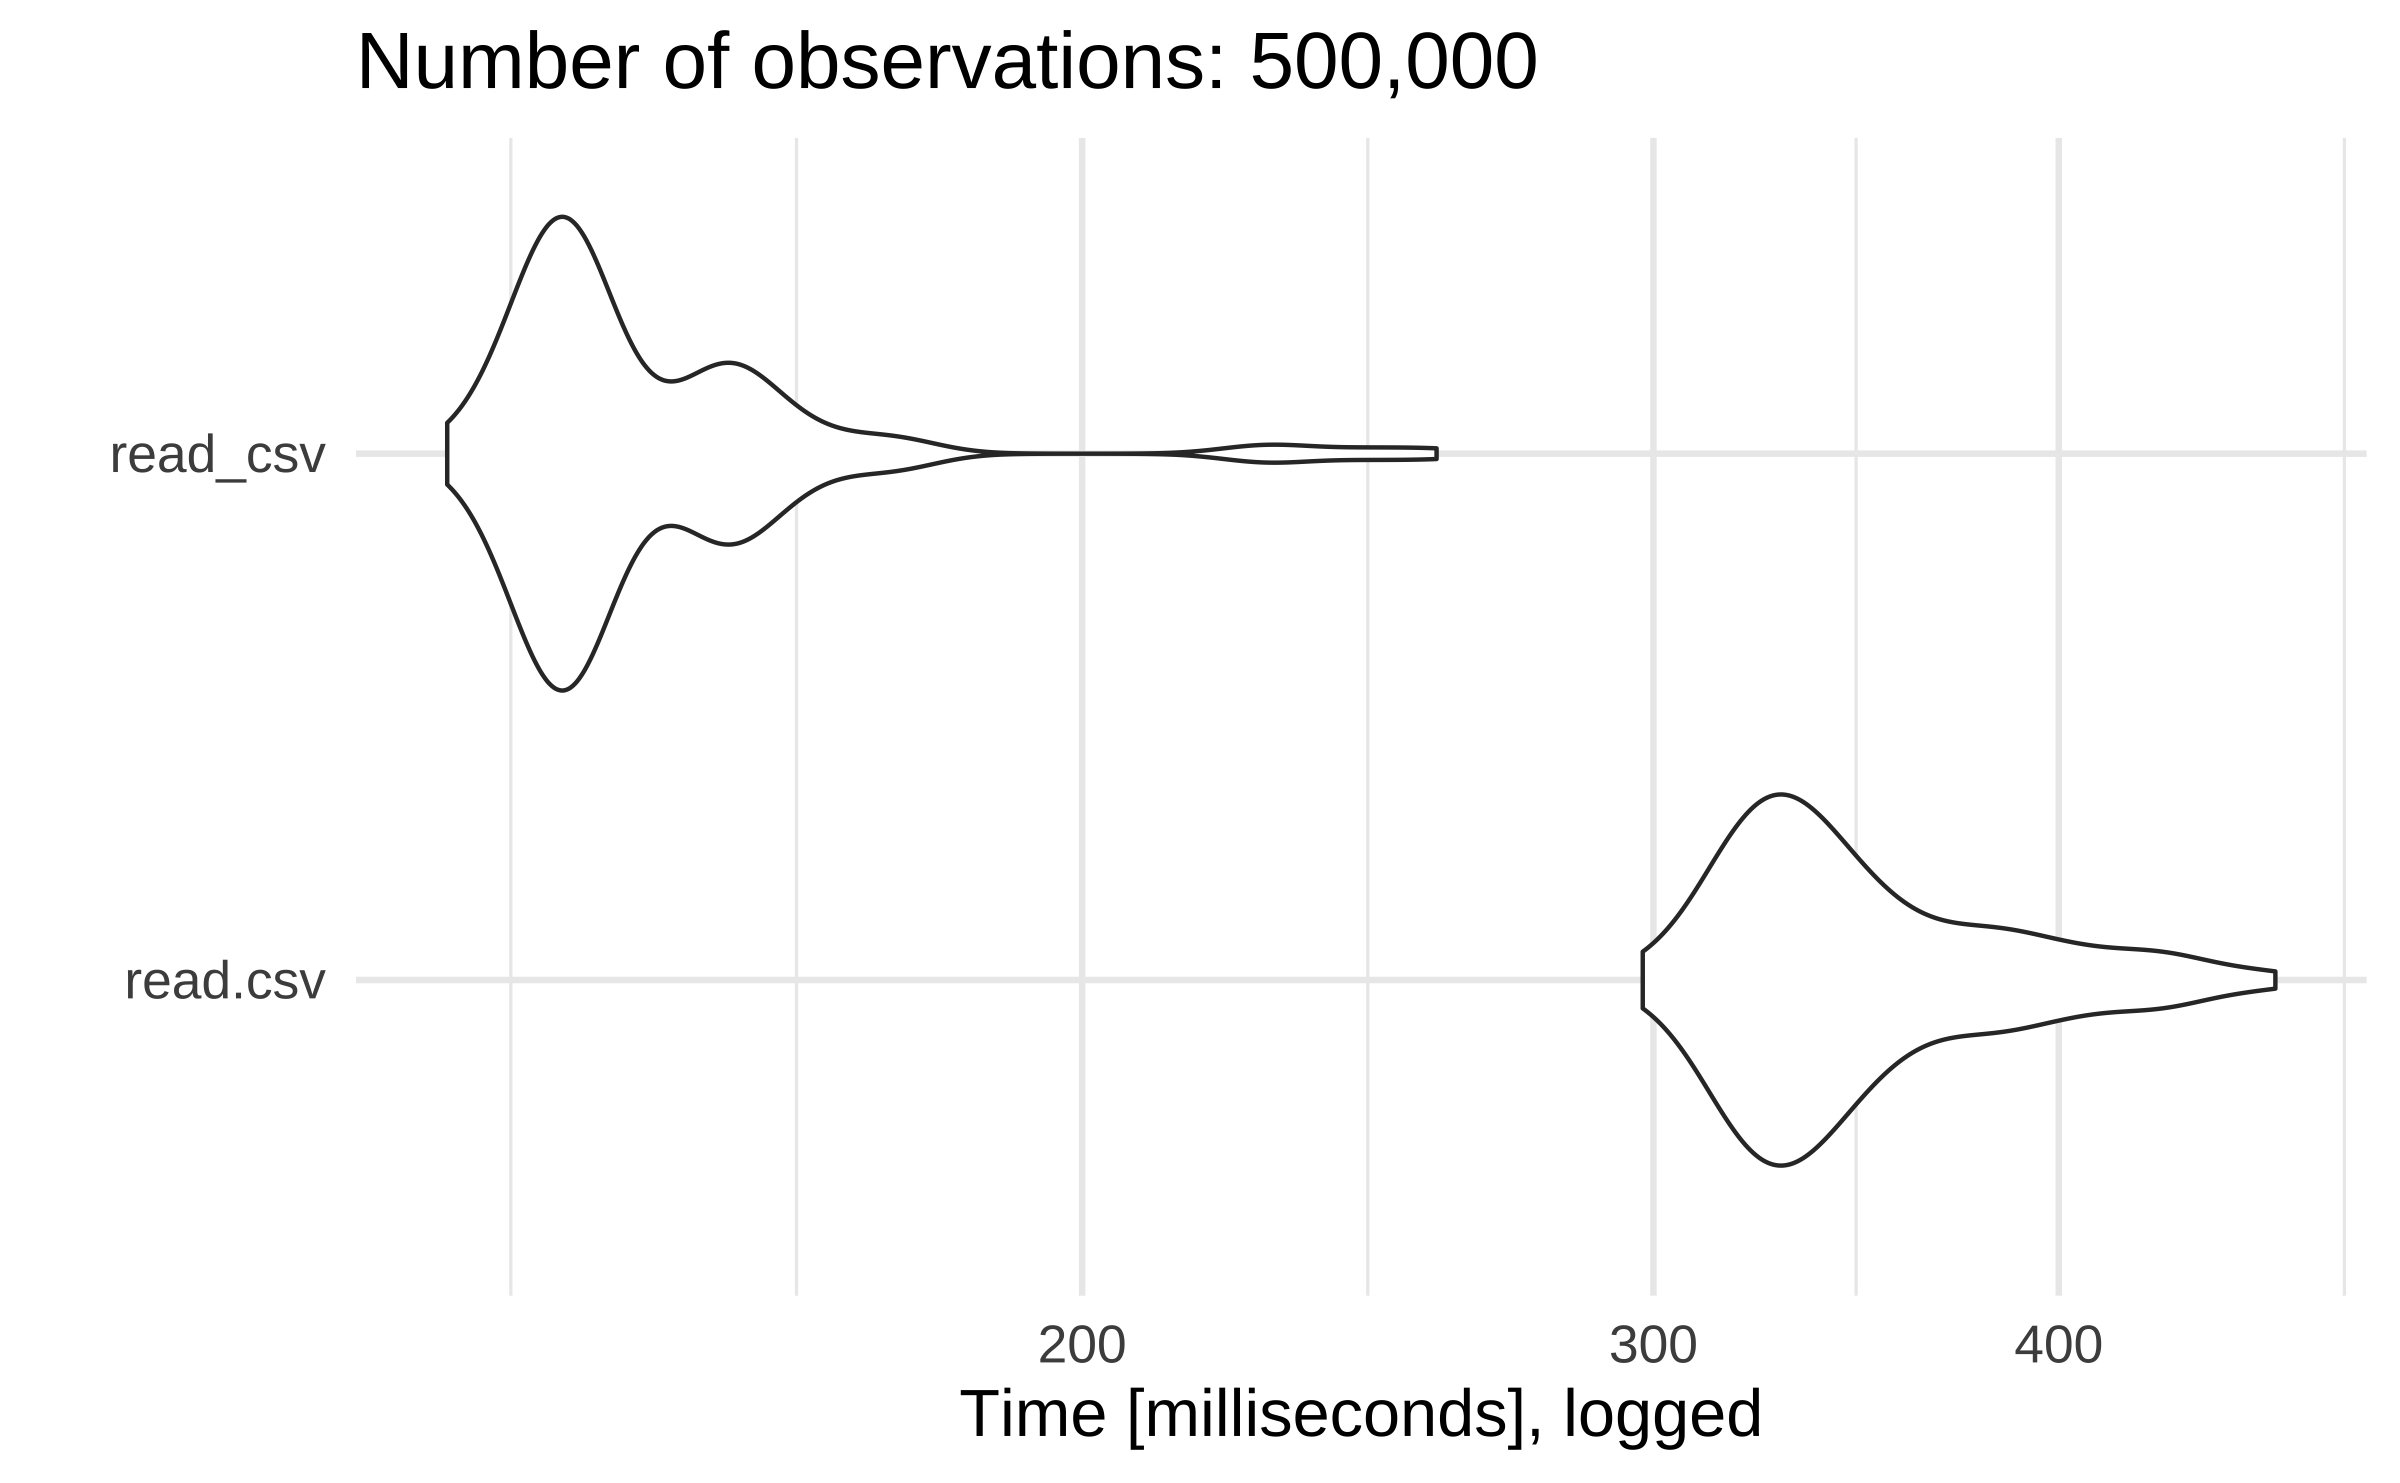 Number of observations: 500,000
read_csv
read.csv
200 300 400
Time [milliseconds], logged